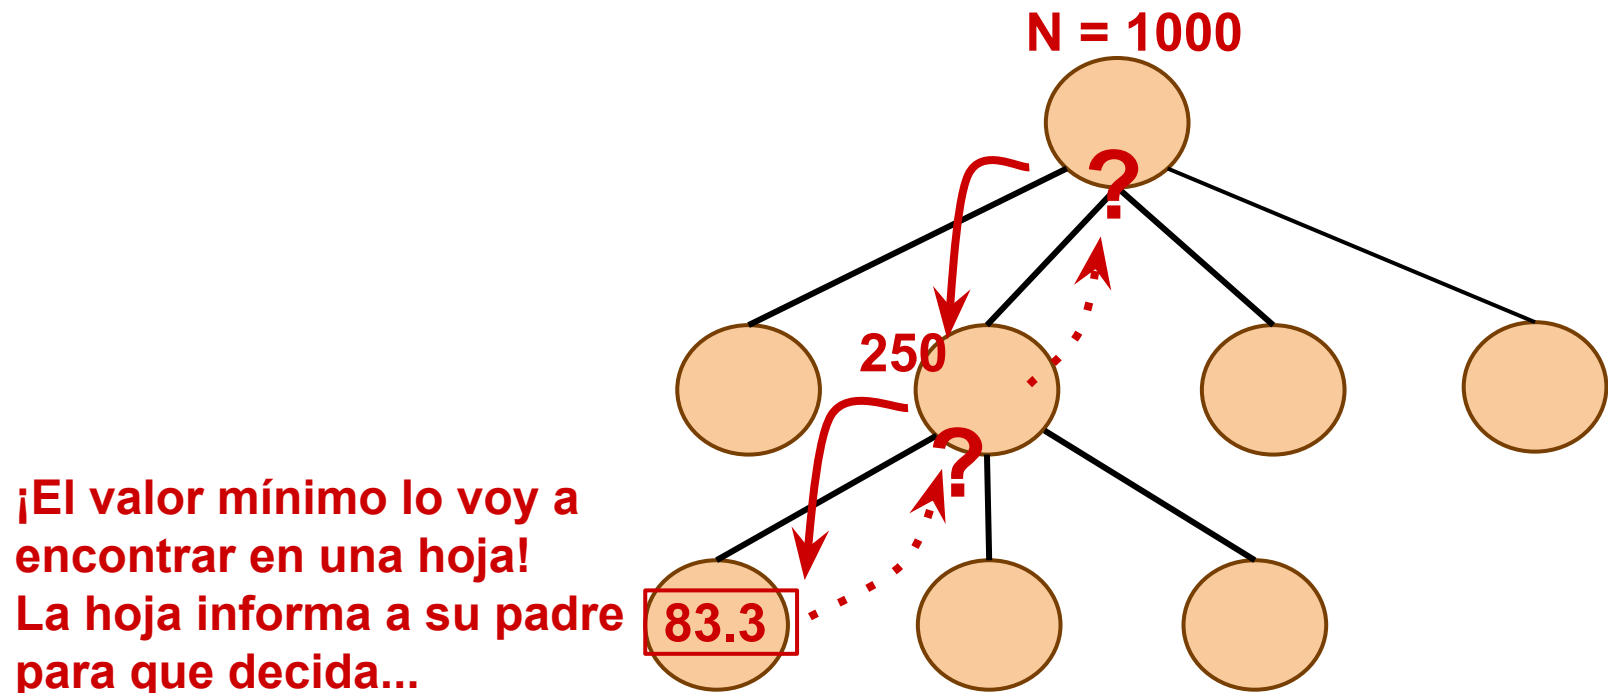 N = 1000
?
250
?
¡El valor mínimo lo voy a
encontrar en una hoja!
La hoja informa a su padre
para que decida...
83.3